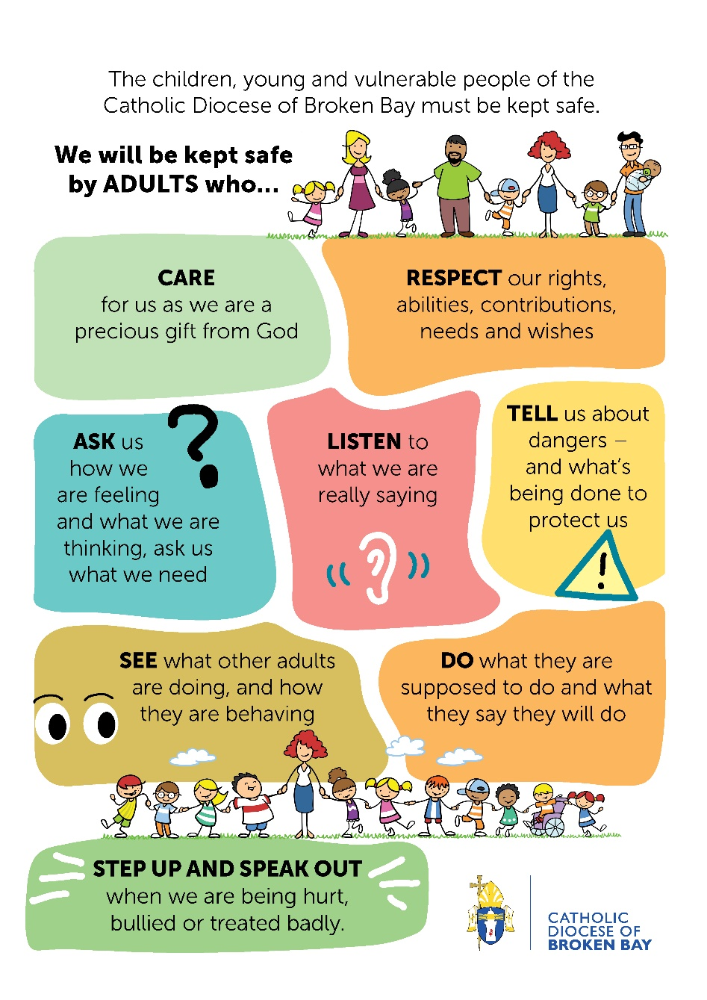 The children, young and vulnerable people of the
Catholic Diocese of Broken Bay must be kept safe.
We will be kept safe
by ADULTS who...
CARE
for us as we are a
precious gift from God
RESPECT our rights,
abilities, contributions,
needs and wishes
ASK us
how we
are feeling
and what we are
thinking, ask us
what we need
?
LISTEN to
what we are
really saying
TELL us about
dangers –
and what's
being done to
protect us
!
SEE what other adults
are doing, and how
they are behaving
DO what they are
supposed to do and what
they say they will do
STEP UP AND SPEAK OUT
when we are being hurt,
bullied or treated badly.
CATHOLIC
DIOCESE OF
BROKEN BAY